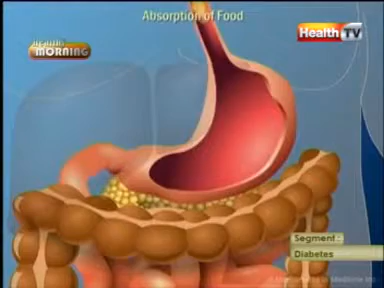 Absorption of Food
Health TV
HEALTH
MORNING
Segment :
Diabetes